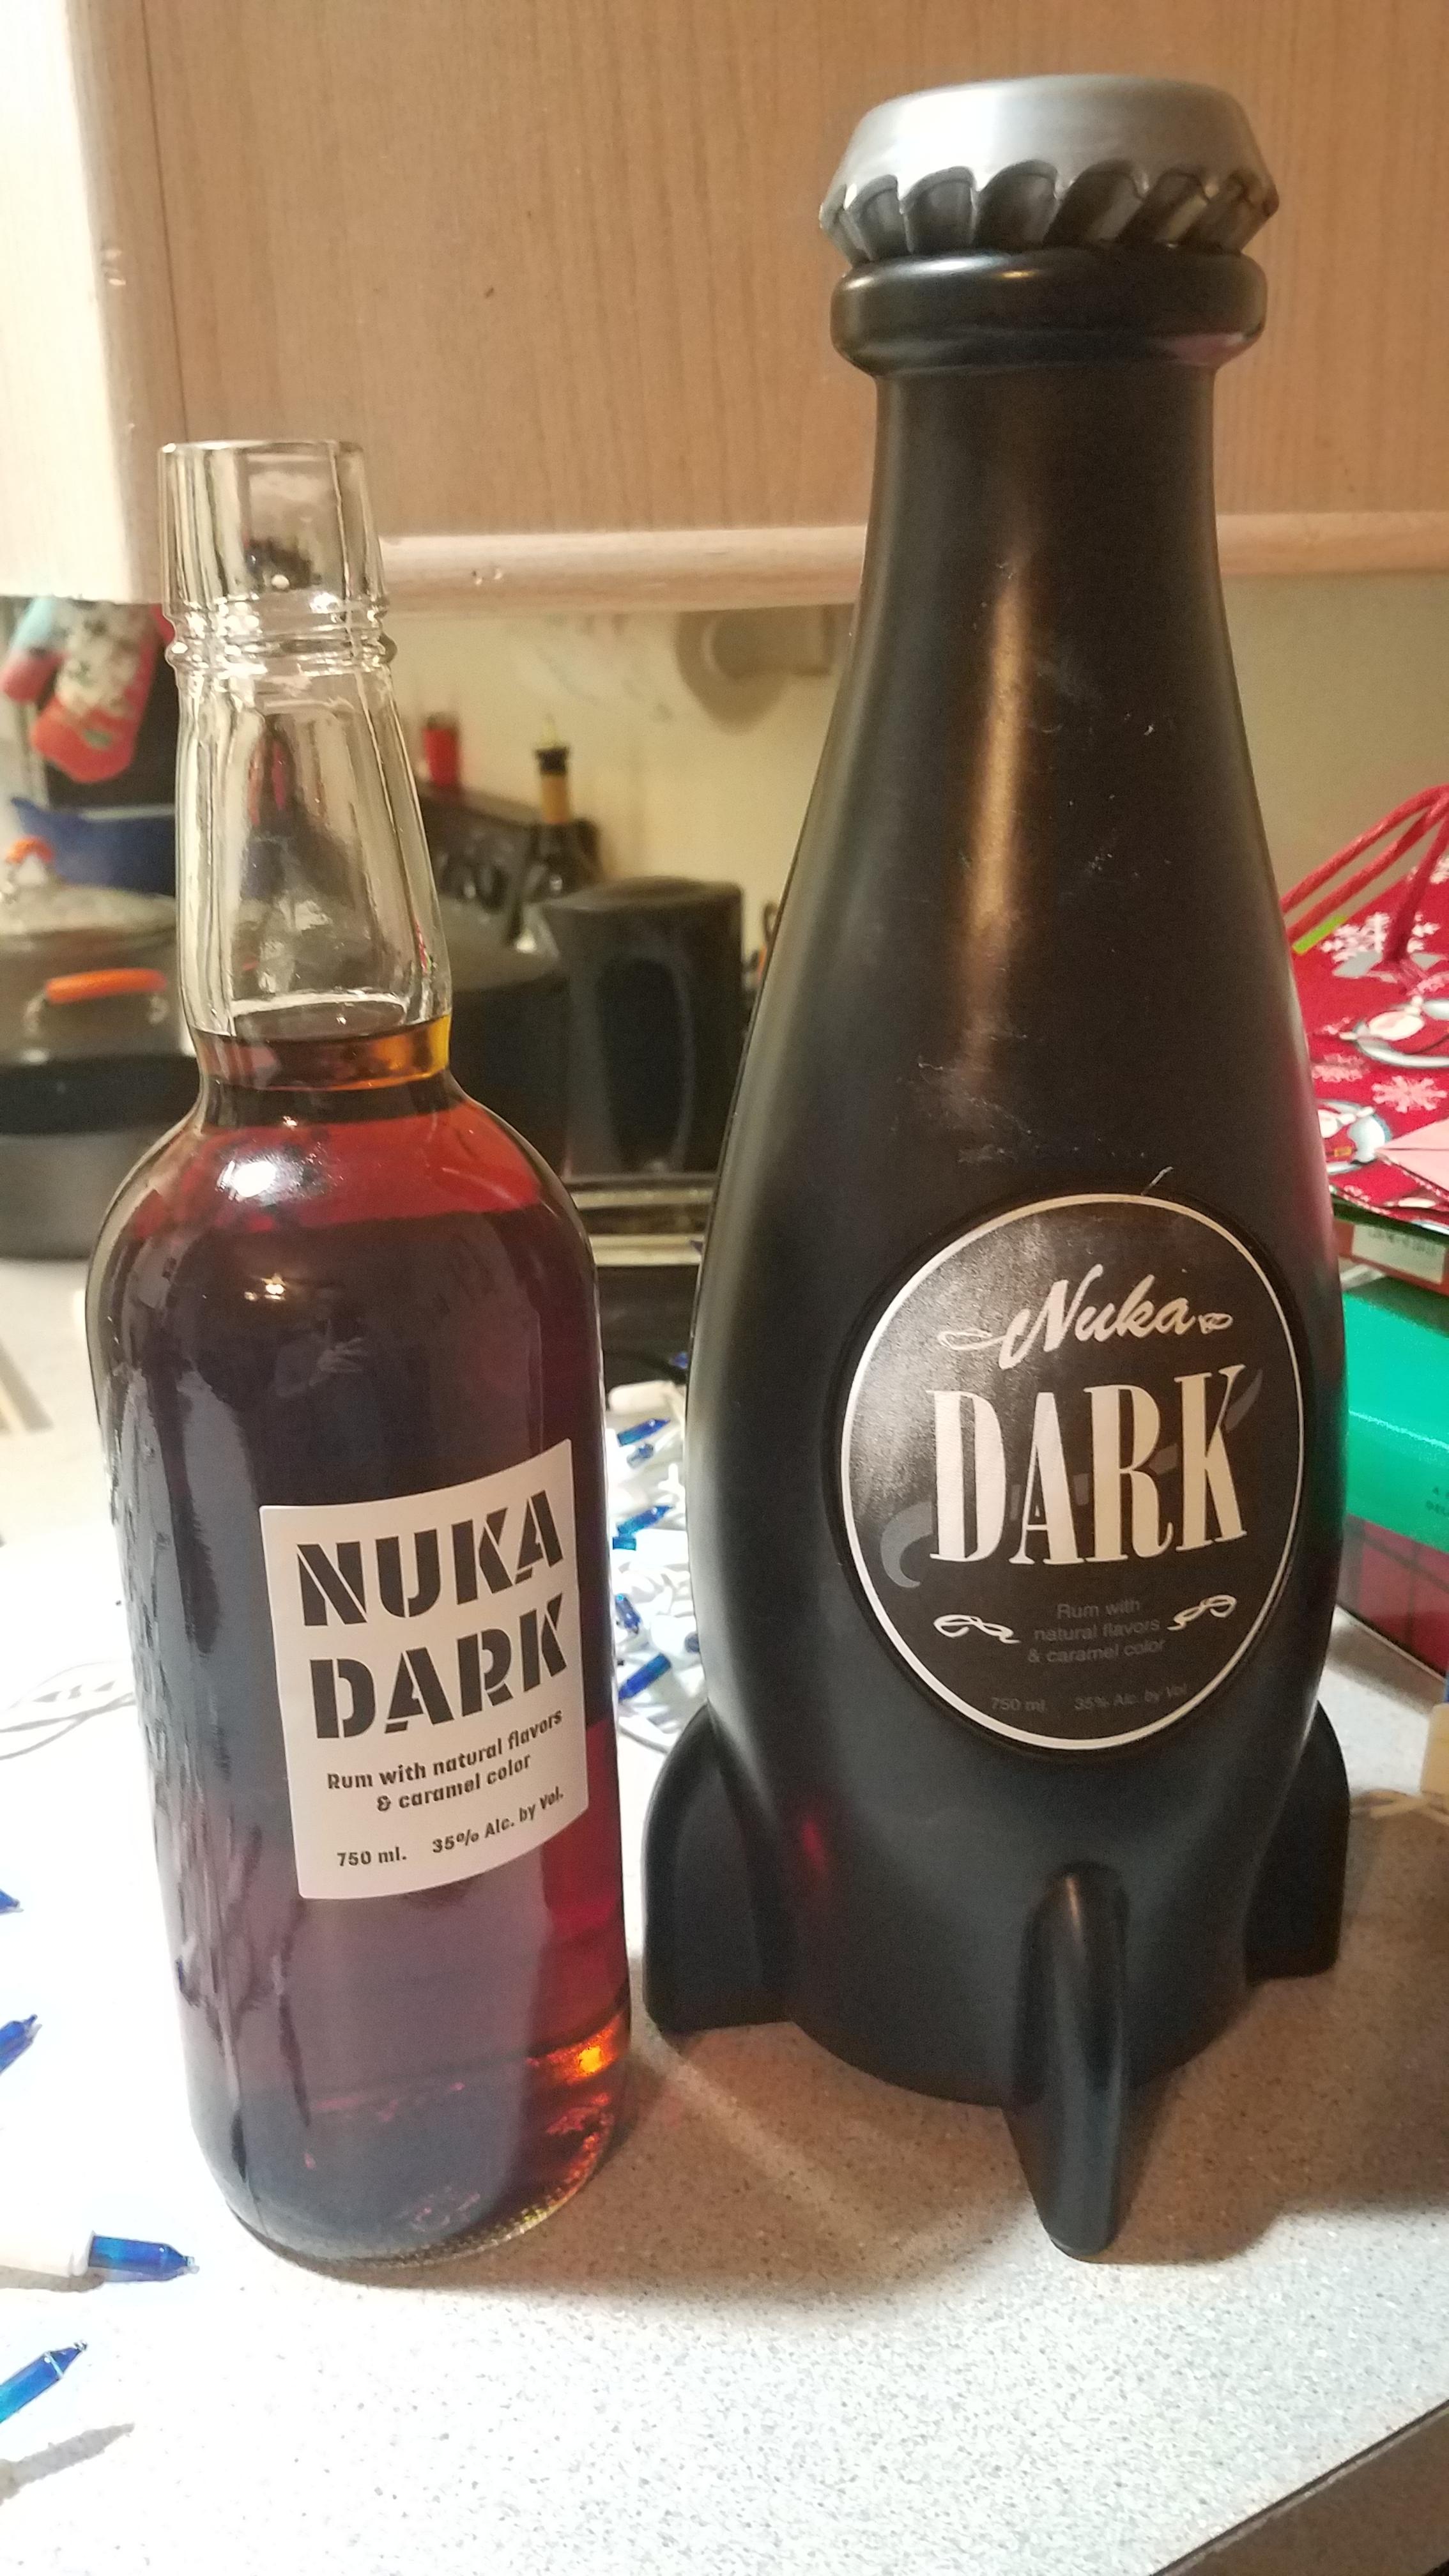 NUKA
DARK
Rum with natural flavors
& caramel color
750 ml. 35% Alc. by Vol.
Nuka
DARK
Rum with
natural flavors
& caramel color
750 ml 35% Alc. by Vol